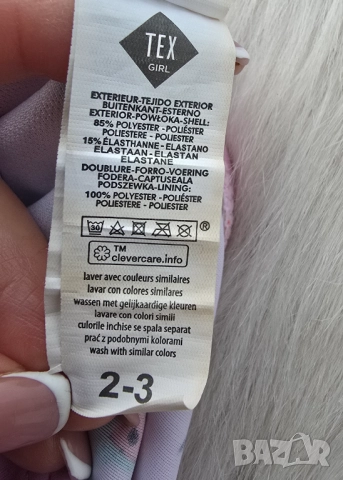 TEX
GIRL
EXTERIEUR-TEJIDO EXTERIOR
BUITENKANT-ESTERNO
EXTERIOR-POWŁOKA-SHELL:
85% POLYESTER - POLIÉSTER
POLIESTERE - POLIESTER
15% ÉLASTHANNE - ELASTANO
ELASTAAN - ELASTAN
ELASTANE
DOUBLURE-FORRO-VOERING
FODERA-CAPTUSEALA
PODSZEWKA-LINING:
100% POLYESTER - POLIÉSTER
POLIESTERE - POLIESTER
30 ®
TM
clevercare.info
laver avec couleurs similaires
lavar con colores similares
wassen met gelijkaardige kleuren
lavare con colori simili
culorile inchise se spala separat
prać z podobnymi kolorami
wash with similar colors
2-3
BAZAR